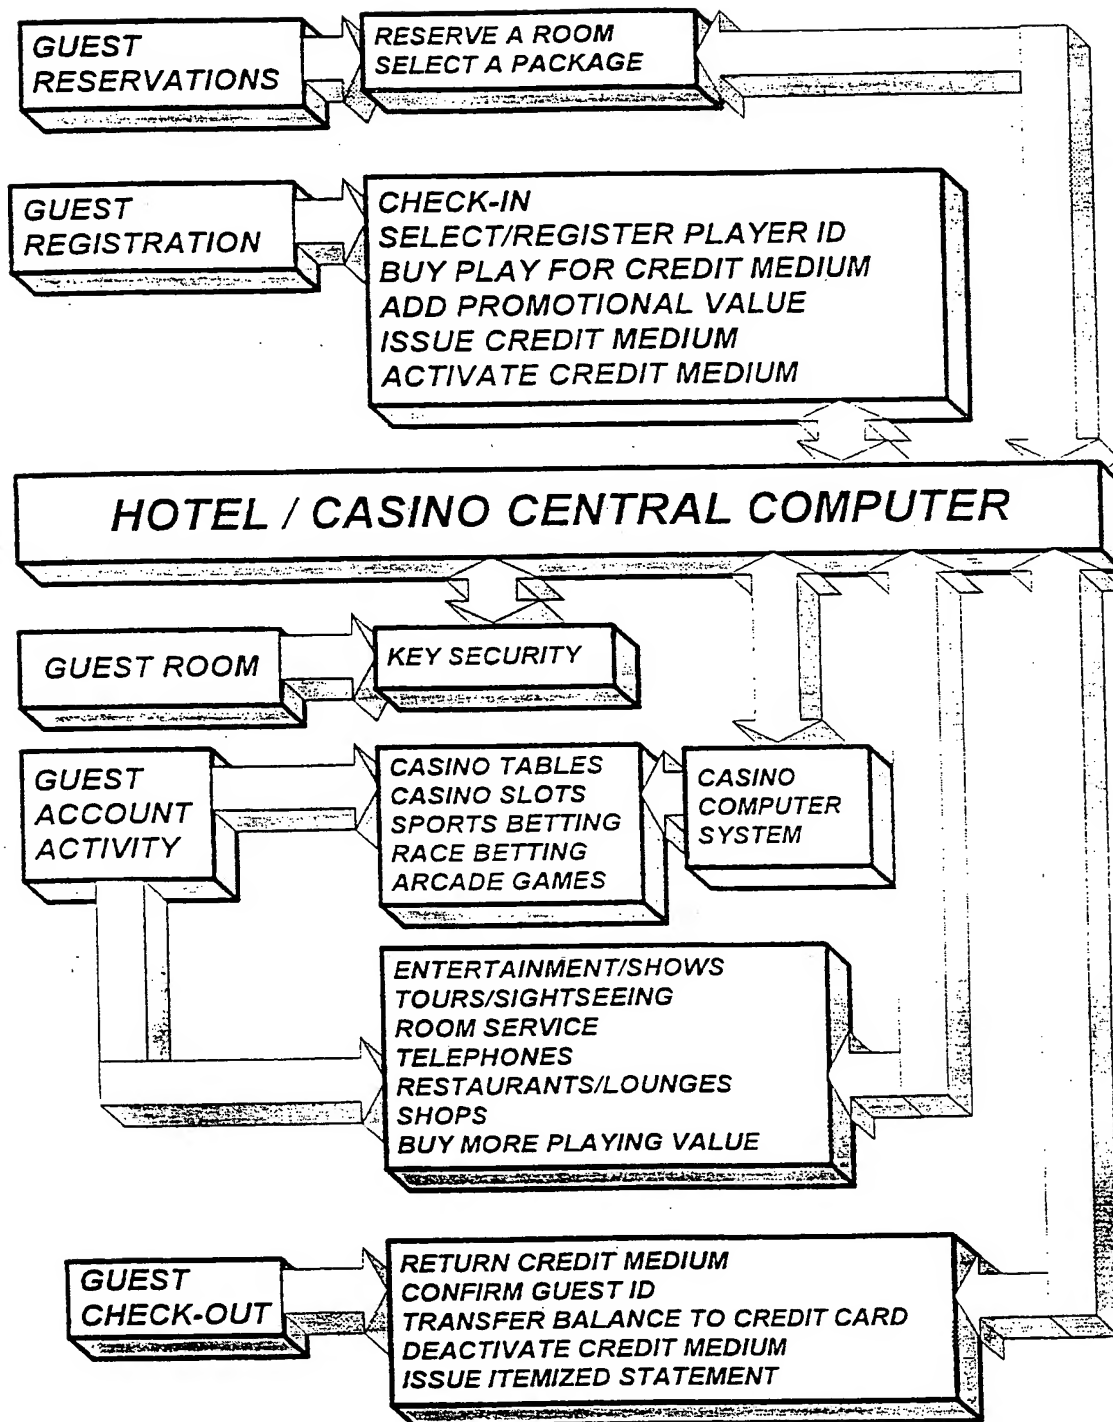 GUEST
RESERVATIONS
RESERVE A ROOM
SELECT A PACKAGE
GUEST
REGISTRATION
CHECK-IN
SELECT/REGISTER PLAYER ID
BUY PLAY FOR CREDIT MEDIUM
ADD PROMOTIONAL VALUE
ISSUE CREDIT MEDIUM
ACTIVATE CREDIT MEDIUM
HOTEL / CASINO CENTRAL COMPUTER
GUEST ROOM
KEY SECURITY
GUEST
ACCOUNT
ACTIVITY
CASINO TABLES
CASINO SLOTS
SPORTS BETTING
RACE BETTING
ARCADE GAMES
CASINO
COMPUTER
SYSTEM
ENTERTAINMENT/SHOWS
TOURS/SIGHTSEEING
ROOM SERVICE
TELEPHONES
RESTAURANTS/LOUNGES
SHOPS
BUY MORE PLAYING VALUE
GUEST
CHECK-OUT
RETURN CREDIT MEDIUM
CONFIRM GUEST ID
TRANSFER BALANCE TO CREDIT CARD
DEACTIVATE CREDIT MEDIUM
ISSUE ITEMIZED STATEMENT